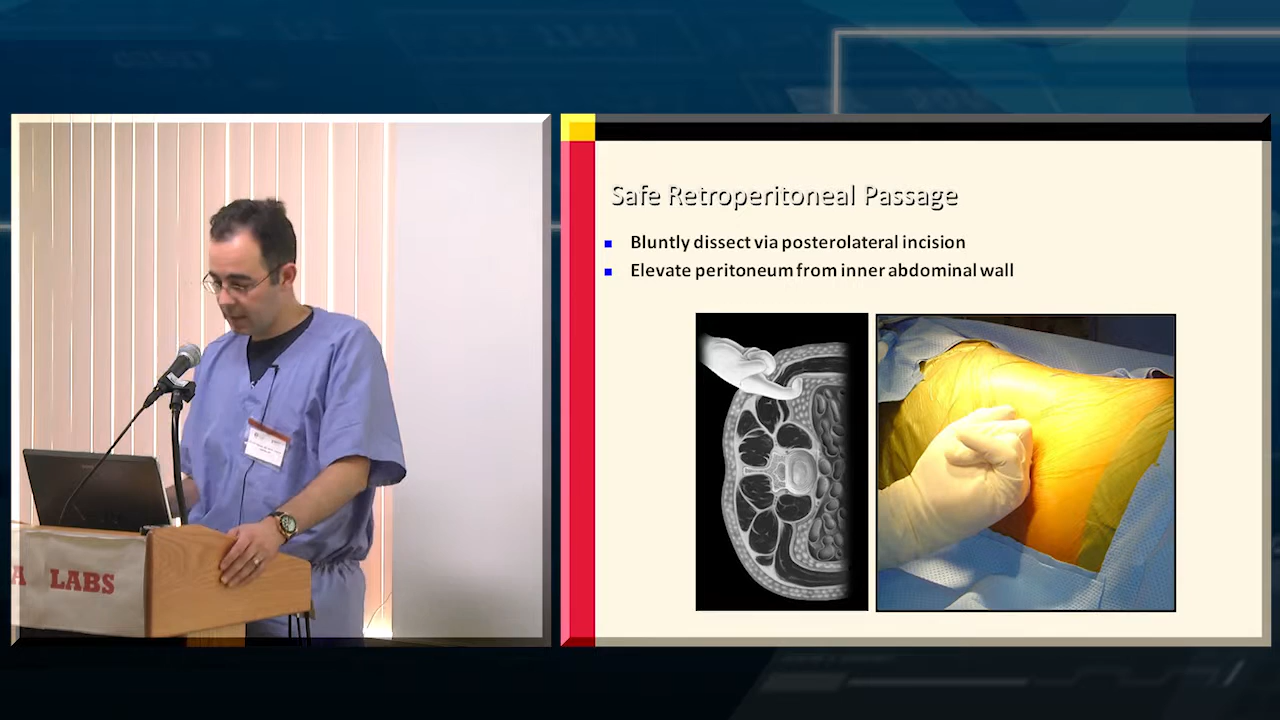 A LABS
Safe Retroperitoneal Passage
Bluntly dissect via posterolateral incision
Elevate peritoneum from inner abdominal wall